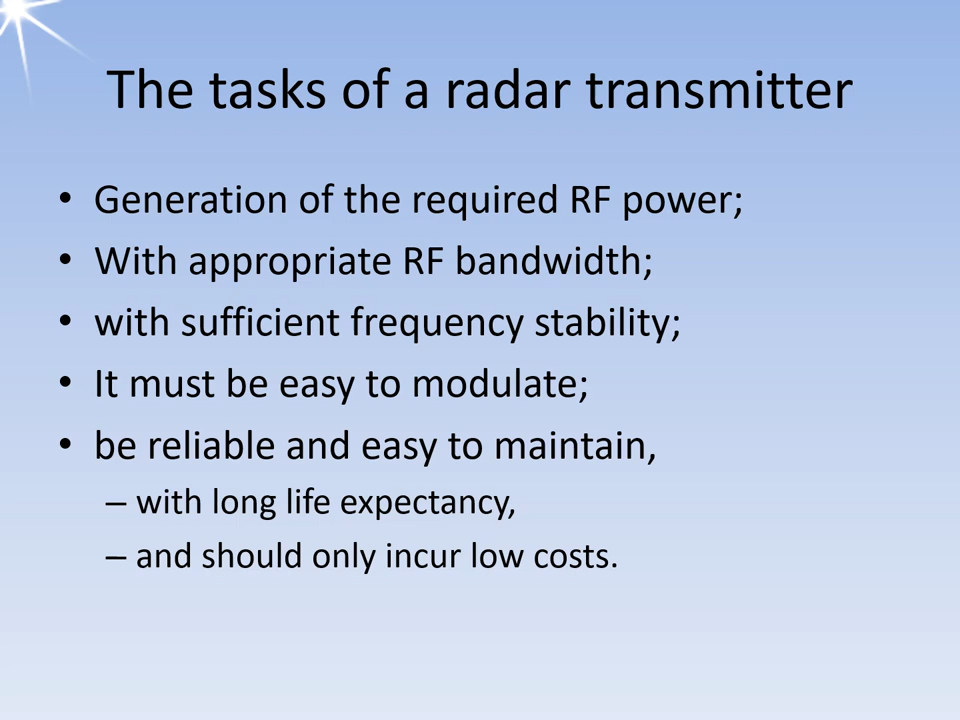 The tasks of a radar transmitter
• Generation of the required RF power;
• With appropriate RF bandwidth;
• with sufficient frequency stability;
• It must be easy to modulate;
• be reliable and easy to maintain,
– with long life expectancy,
– and should only incur low costs.